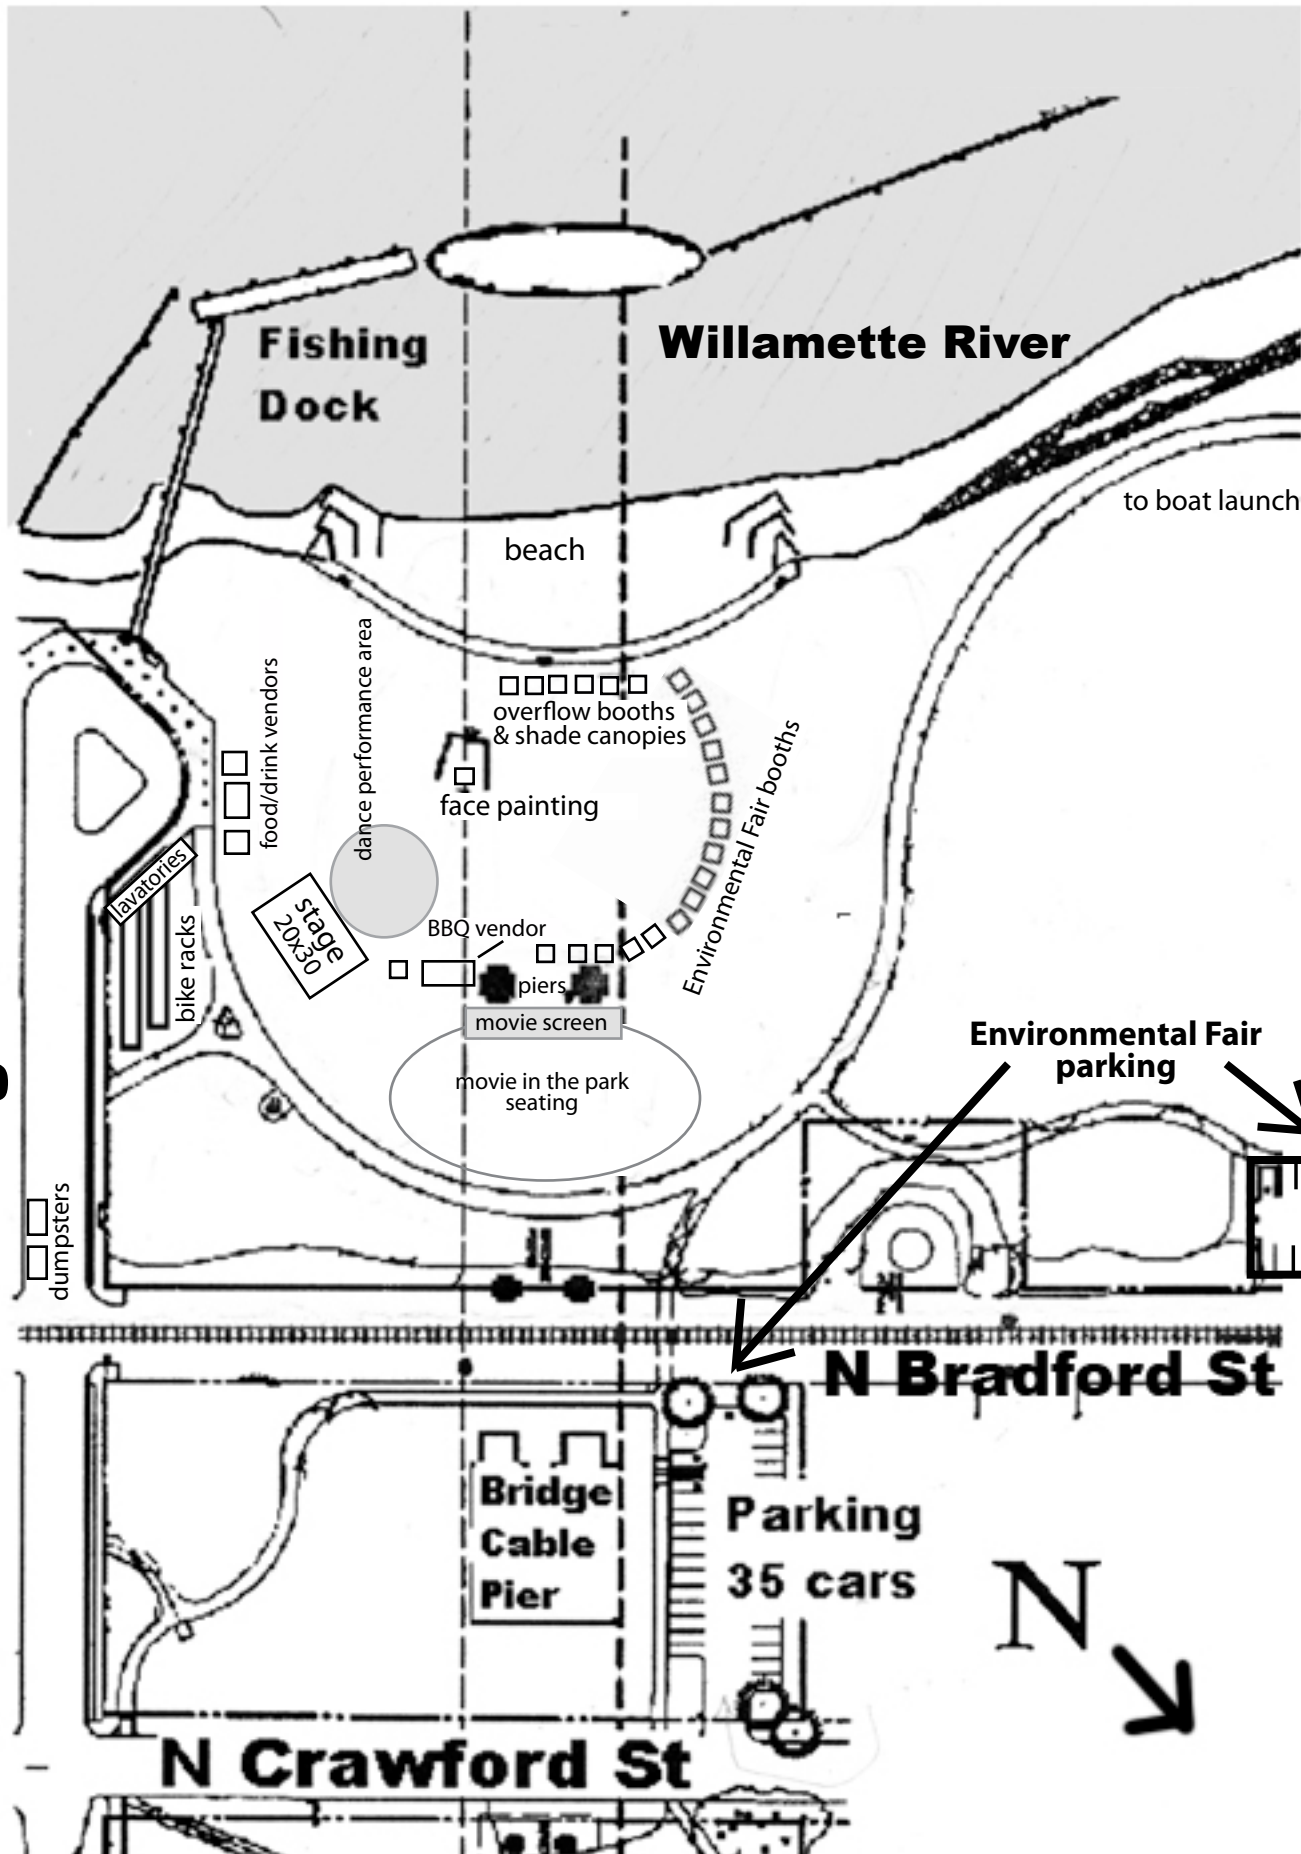 Fishing
Dock
Willamette River
to boat launch
beach
dance performance area
food/drink vendors
overflow booths
& shade canopies
face painting
Environmental Fair booths
lavatories
bike racks
stage
20x30
BBQ vendor
piers
movie screen
movie in the park
seating
Environmental Fair
parking
dumpsters
N Bradford St
Bridge
Cable
Pier
Parking
35 cars
N
N Crawford St